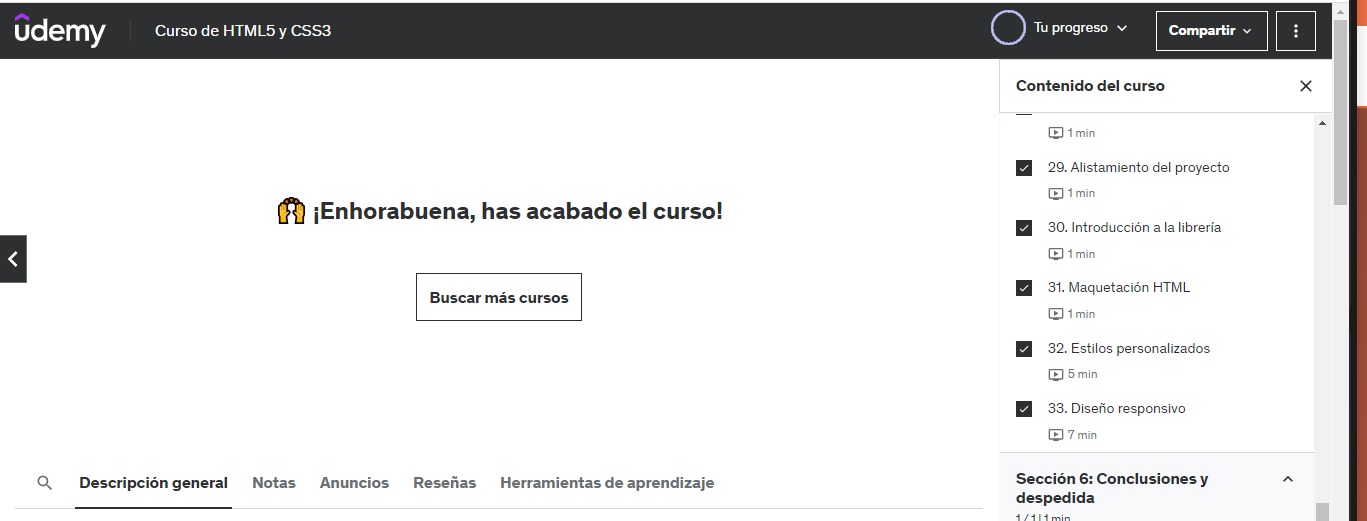 udemy
Curso de HTML5 y CSS3
Tu progreso
Compartir
Contenido del curso
1 min
29. Alistamiento del proyecto
1 min
30. Introducción a la librería
1 min
31. Maquetación HTML
1 min
32. Estilos personalizados
5 min
33. Diseño responsivo
7 min
Sección 6: Conclusiones y
despedida
1 / 1 | 1 min
¡Enhorabuena, has acabado el curso!
Buscar más cursos
Descripción general
Notas
Anuncios
Reseñas
Herramientas de aprendizaje